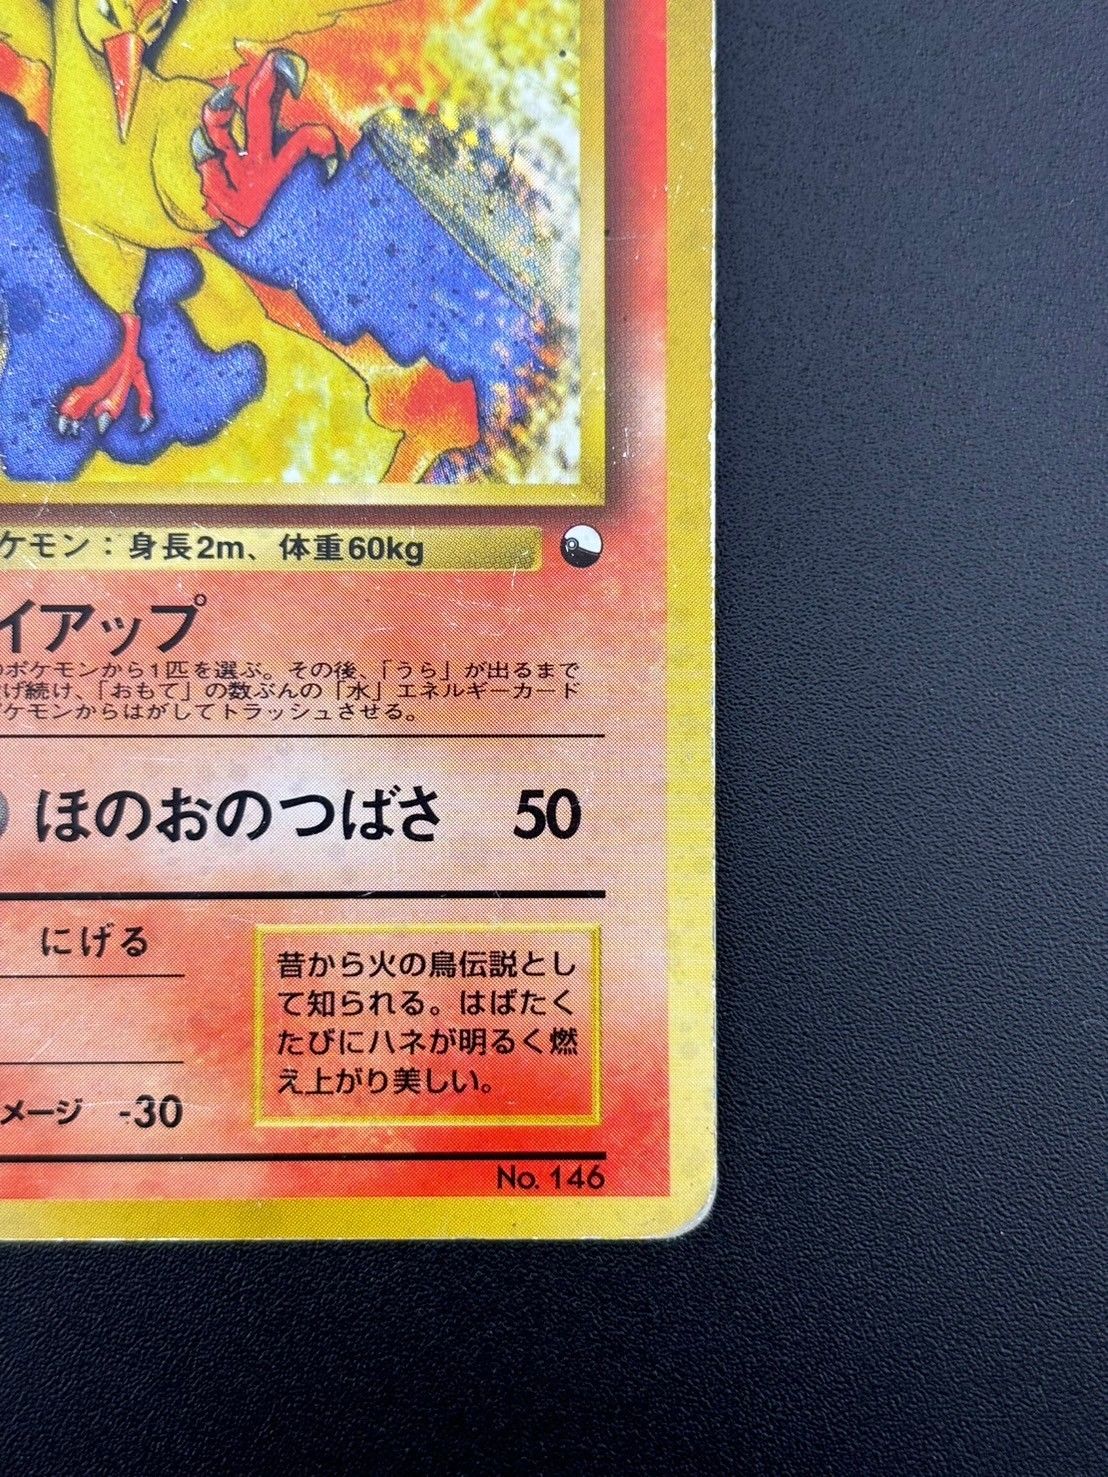 ケモン：身長2m、体重60kg
イアップ
のポケモンから1匹を選ぶ。その後、「うら」が出るまで
げ続け、「おもて」の数ぶんの「水」エネルギーカード
ポケモンからはがしてトラッシュさせる。
ほのおのつばさ 50
にげる
昔から火の鳥伝説とし
て知られる。はばたく
たびにハネが明るく燃
え上がり美しい。
メージ -30
No. 146